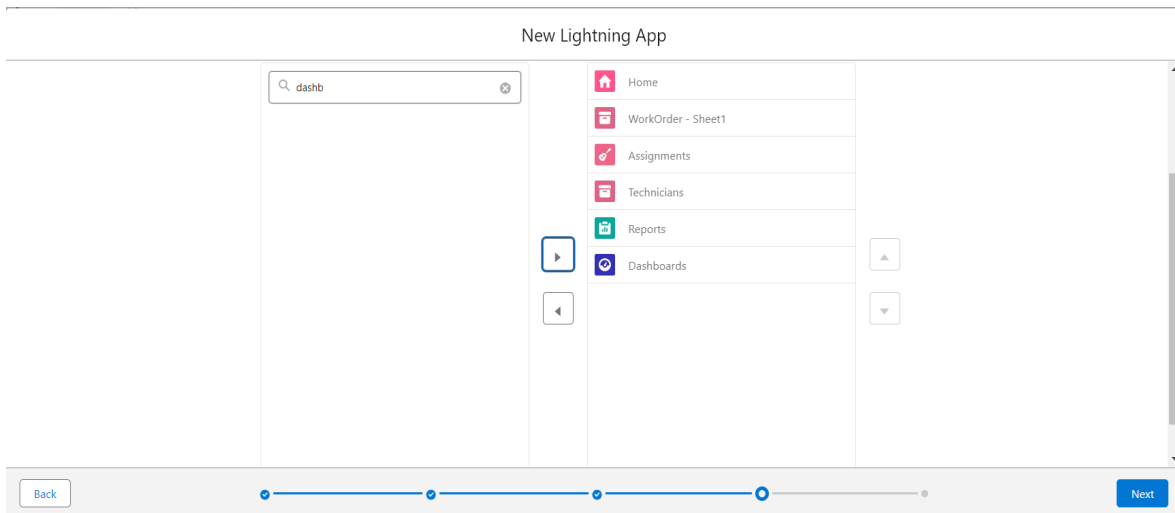 New Lightning App
dashb
Home
WorkOrder - Sheet1
Assignments
Technicians
Reports
Dashboards
Back
Next